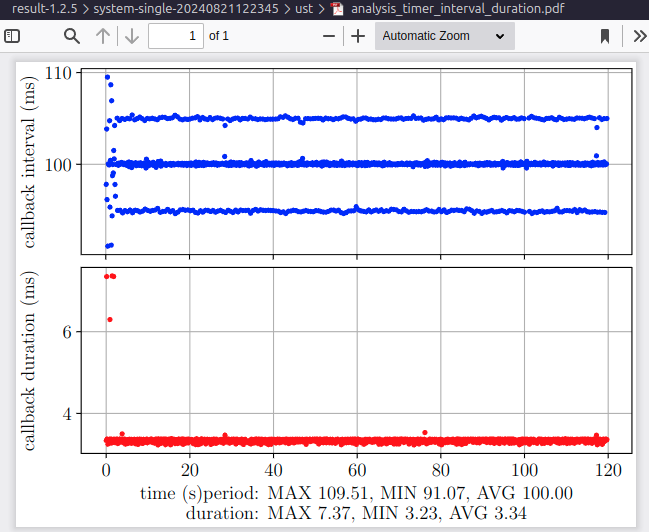 result-1.2.5 > system-single-20240821122345 > ust > analysis_timer_interval_duration.pdf
1 of 1 Automatic Zoom
callback interval (ms)
110
100
callback duration (ms)
6
4
0 20 40 60 80 100 120
time (s)period: MAX 109.51, MIN 91.07, AVG 100.00
duration: MAX 7.37, MIN 3.23, AVG 3.34